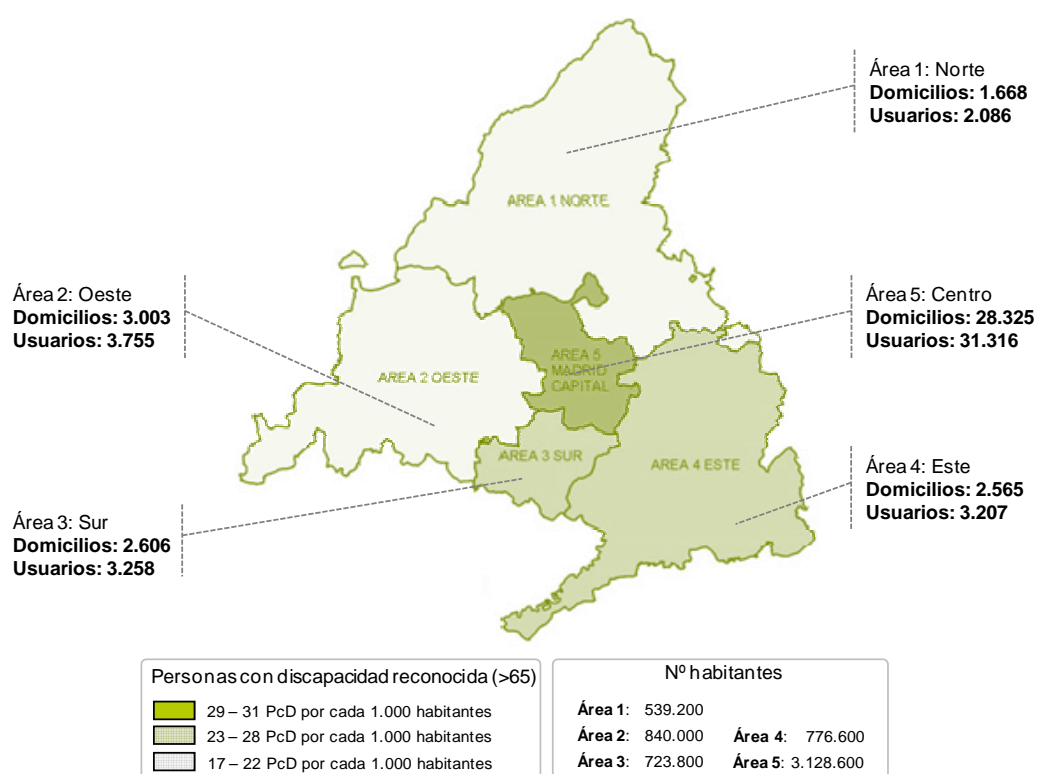 Área 1: Norte
Domicilios: 1.668
Usuarios: 2.086
AREA 1 NORTE
Área 2: Oeste
Domicilios: 3.003
Usuarios: 3.755
Área 5: Centro
Domicilios: 28.325
Usuarios: 31.316
AREA 5
MADRID
CAPITAL
AREA 2 OESTE
AREA 3 SUR
AREA 4 ESTE
Área 4: Este
Domicilios: 2.565
Usuarios: 3.207
Área 3: Sur
Domicilios: 2.606
Usuarios: 3.258
Personas con discapacidad reconocida (>65)
29 – 31 PcD por cada 1.000 habitantes
23 – 28 PcD por cada 1.000 habitantes
17 – 22 PcD por cada 1.000 habitantes
Nº habitantes
Área 1: 539.200
Área 2: 840.000 Área 4: 776.600
Área 3: 723.800 Área 5: 3.128.600